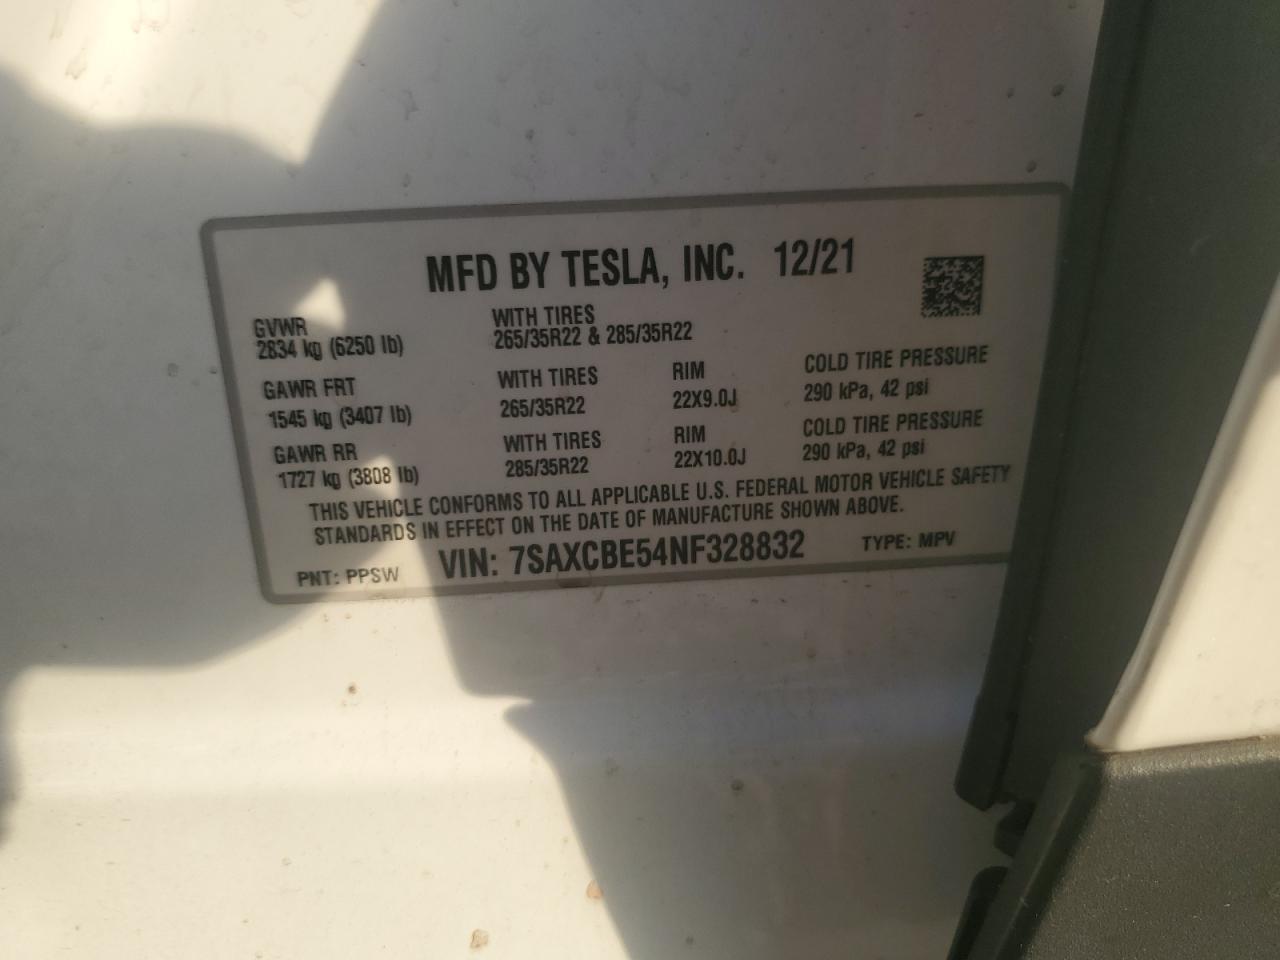 MFD BY TESLA, INC. 12/21
GVWR WITH TIRES
2834 kg (6250 lb) 265/35R22 & 285/35R22
GAWR FRT WITH TIRES RIM COLD TIRE PRESSURE
1545 kg (3407 lb) 265/35R22 22X9.0J 290 kPa, 42 psi
GAWR RR WITH TIRES RIM COLD TIRE PRESSURE
1727 kg (3808 lb) 285/35R22 22X10.0J 290 kPa, 42 psi
THIS VEHICLE CONFORMS TO ALL APPLICABLE U.S. FEDERAL MOTOR VEHICLE SAFETY
STANDARDS IN EFFECT ON THE DATE OF MANUFACTURE SHOWN ABOVE.
PNT: PPSW VIN: 7SAXCBE54NF328832 TYPE: MPV